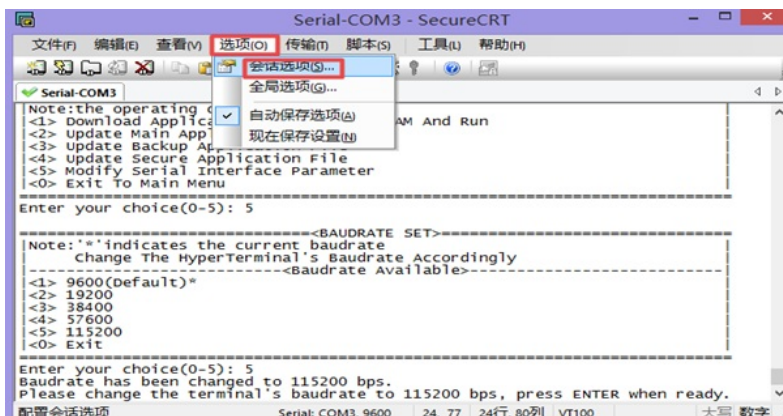 Serial-COM3 - SecureCRT
文件(F) 编辑(E) 查看(V) 选项(O) 传输(T) 脚本(S) 工具(L) 帮助(H)
会话选项(S)...
Serial-COM3
全局选项(G)...
Note:the operating
<1> Download Applic AM And Run
自动保存选项(A)
<2> Update Main App
现在保存设置(N)
<3> Update Backup A
<4> Update Secure Application File
<5> Modify Serial Interface Parameter
<0> Exit To Main Menu
Enter your choice(0-5): 5
<BAUDRATE SET>
Note:'*'indicates the current baudrate
Change The HyperTerminal's Baudrate Accordingly
<Baudrate Available>
<1> 9600(Default)*
<2> 19200
<3> 38400
<4> 57600
<5> 115200
<0> Exit
Enter your choice(0-5): 5
Baudrate has been changed to 115200 bps.
Please change the terminal's baudrate to 115200 bps, press ENTER when ready.
配置会话选项 Serial: COM3, 9600 24, 77 24行, 80列 VT100 大写 数字